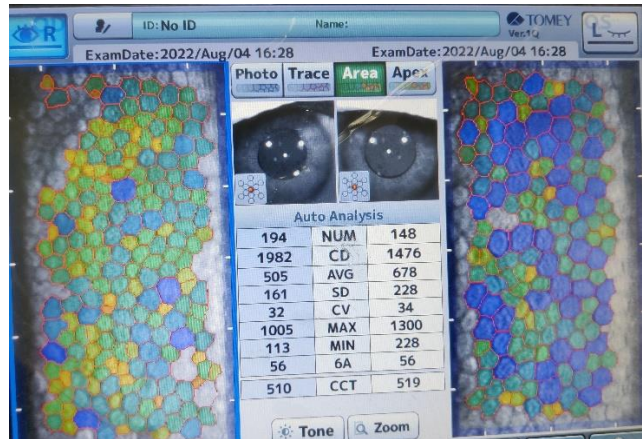 R
ID: No ID
Name:
TOMEY
Ver.1Q
L
ExamDate:2022/Aug/04 16:28
ExamDate:2022/Aug/04 16:28
Photo Trace Area Apex
Auto Analysis
194 NUM 148
1982 CD 1476
505 AVG 678
161 SD 228
32 CV 34
1005 MAX 1300
113 MIN 228
56 6A 56
510 CCT 519
Tone Zoom